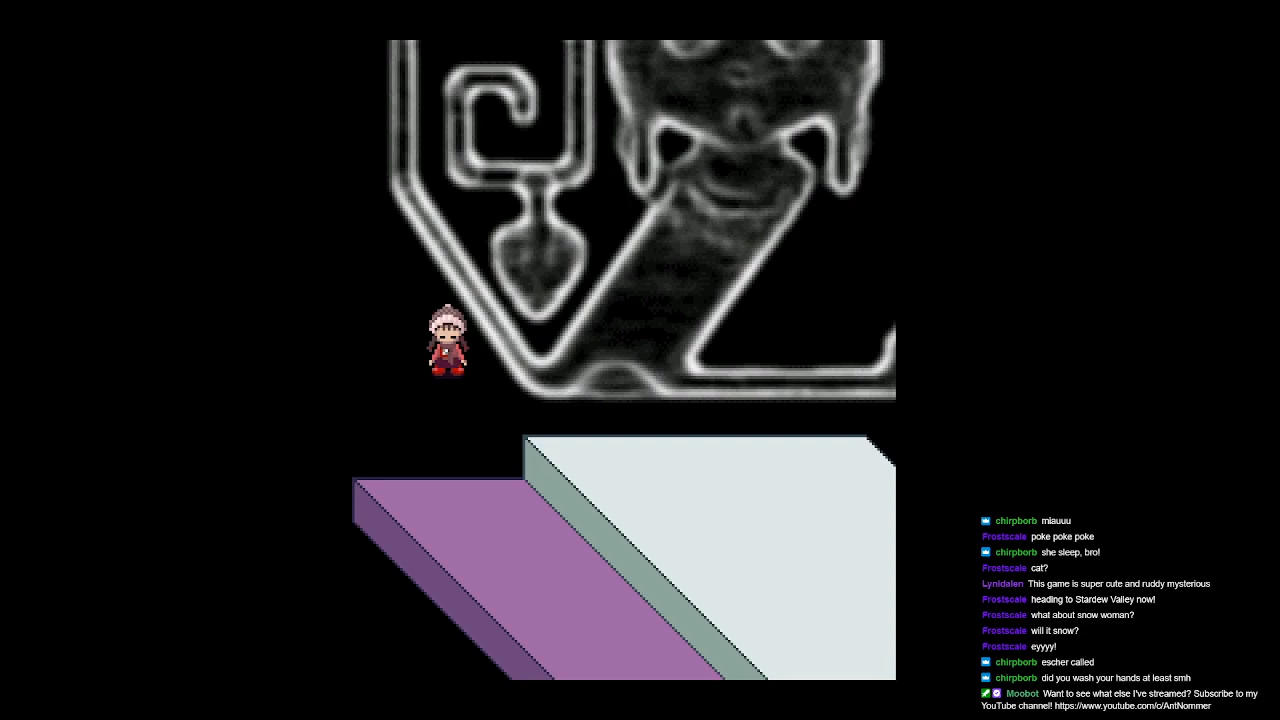 chirpborb miauuu
Frostscale poke poke poke
chirpborb she sleep, bro!
Frostscale cat?
Lynidalen This game is super cute and ruddy mysterious
Frostscale heading to Stardew Valley now!
Frostscale what about snow woman?
Frostscale will it snow?
Frostscale eyyyy!
chirpborb escher called
chirpborb did you wash your hands at least smh
Moobot Want to see what else I've streamed? Subscribe to my
YouTube channel! https://www.youtube.com/c/AntNommer